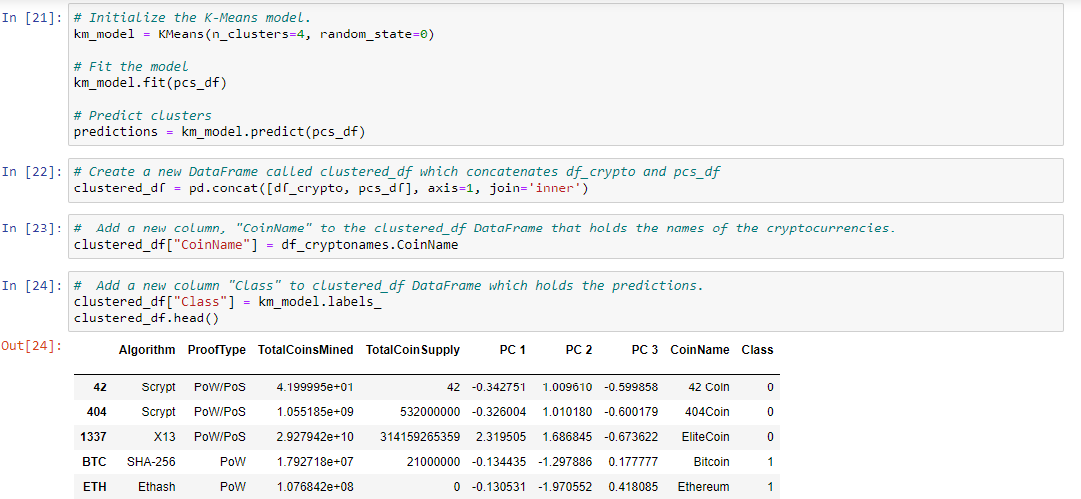 In [21]: # Initialize the K-Means model.
km_model = KMeans(n_clusters=4, random_state=0)
# Fit the model
km_model.fit(pcs_df)
# Predict clusters
predictions = km_model.predict(pcs_df)
In [22]: # Create a new DataFrame called clustered_df which concatenates df_crypto and pcs_df
clustered_df = pd.concat([df_crypto, pcs_df], axis=1, join='inner')
In [23]: #  Add a new column, "CoinName" to the clustered_df DataFrame that holds the names of the cryptocurrencies.
clustered_df["CoinName"] = df_cryptonames.CoinName
In [24]: #  Add a new column "Class" to clustered_df DataFrame which holds the predictions.
clustered_df["Class"] = km_model.labels_
clustered_df.head()
Out[24]:
Algorithm ProofType TotalCoinsMined TotalCoinSupply PC 1 PC 2 PC 3 CoinName Class
42 Scrypt PoW/PoS 4.199995e+01 42 -0.342751 1.009610 -0.599858 42 Coin 0
404 Scrypt PoW/PoS 1.055185e+09 532000000 -0.326004 1.010180 -0.600179 404Coin 0
1337 X13 PoW/PoS 2.927942e+10 314159265359 2.319505 1.686845 -0.673622 EliteCoin 0
BTC SHA-256 PoW 1.792718e+07 21000000 -0.134435 -1.297886 0.177777 Bitcoin 1
ETH Ethash PoW 1.076842e+08 0 -0.130531 -1.970552 0.418085 Ethereum 1